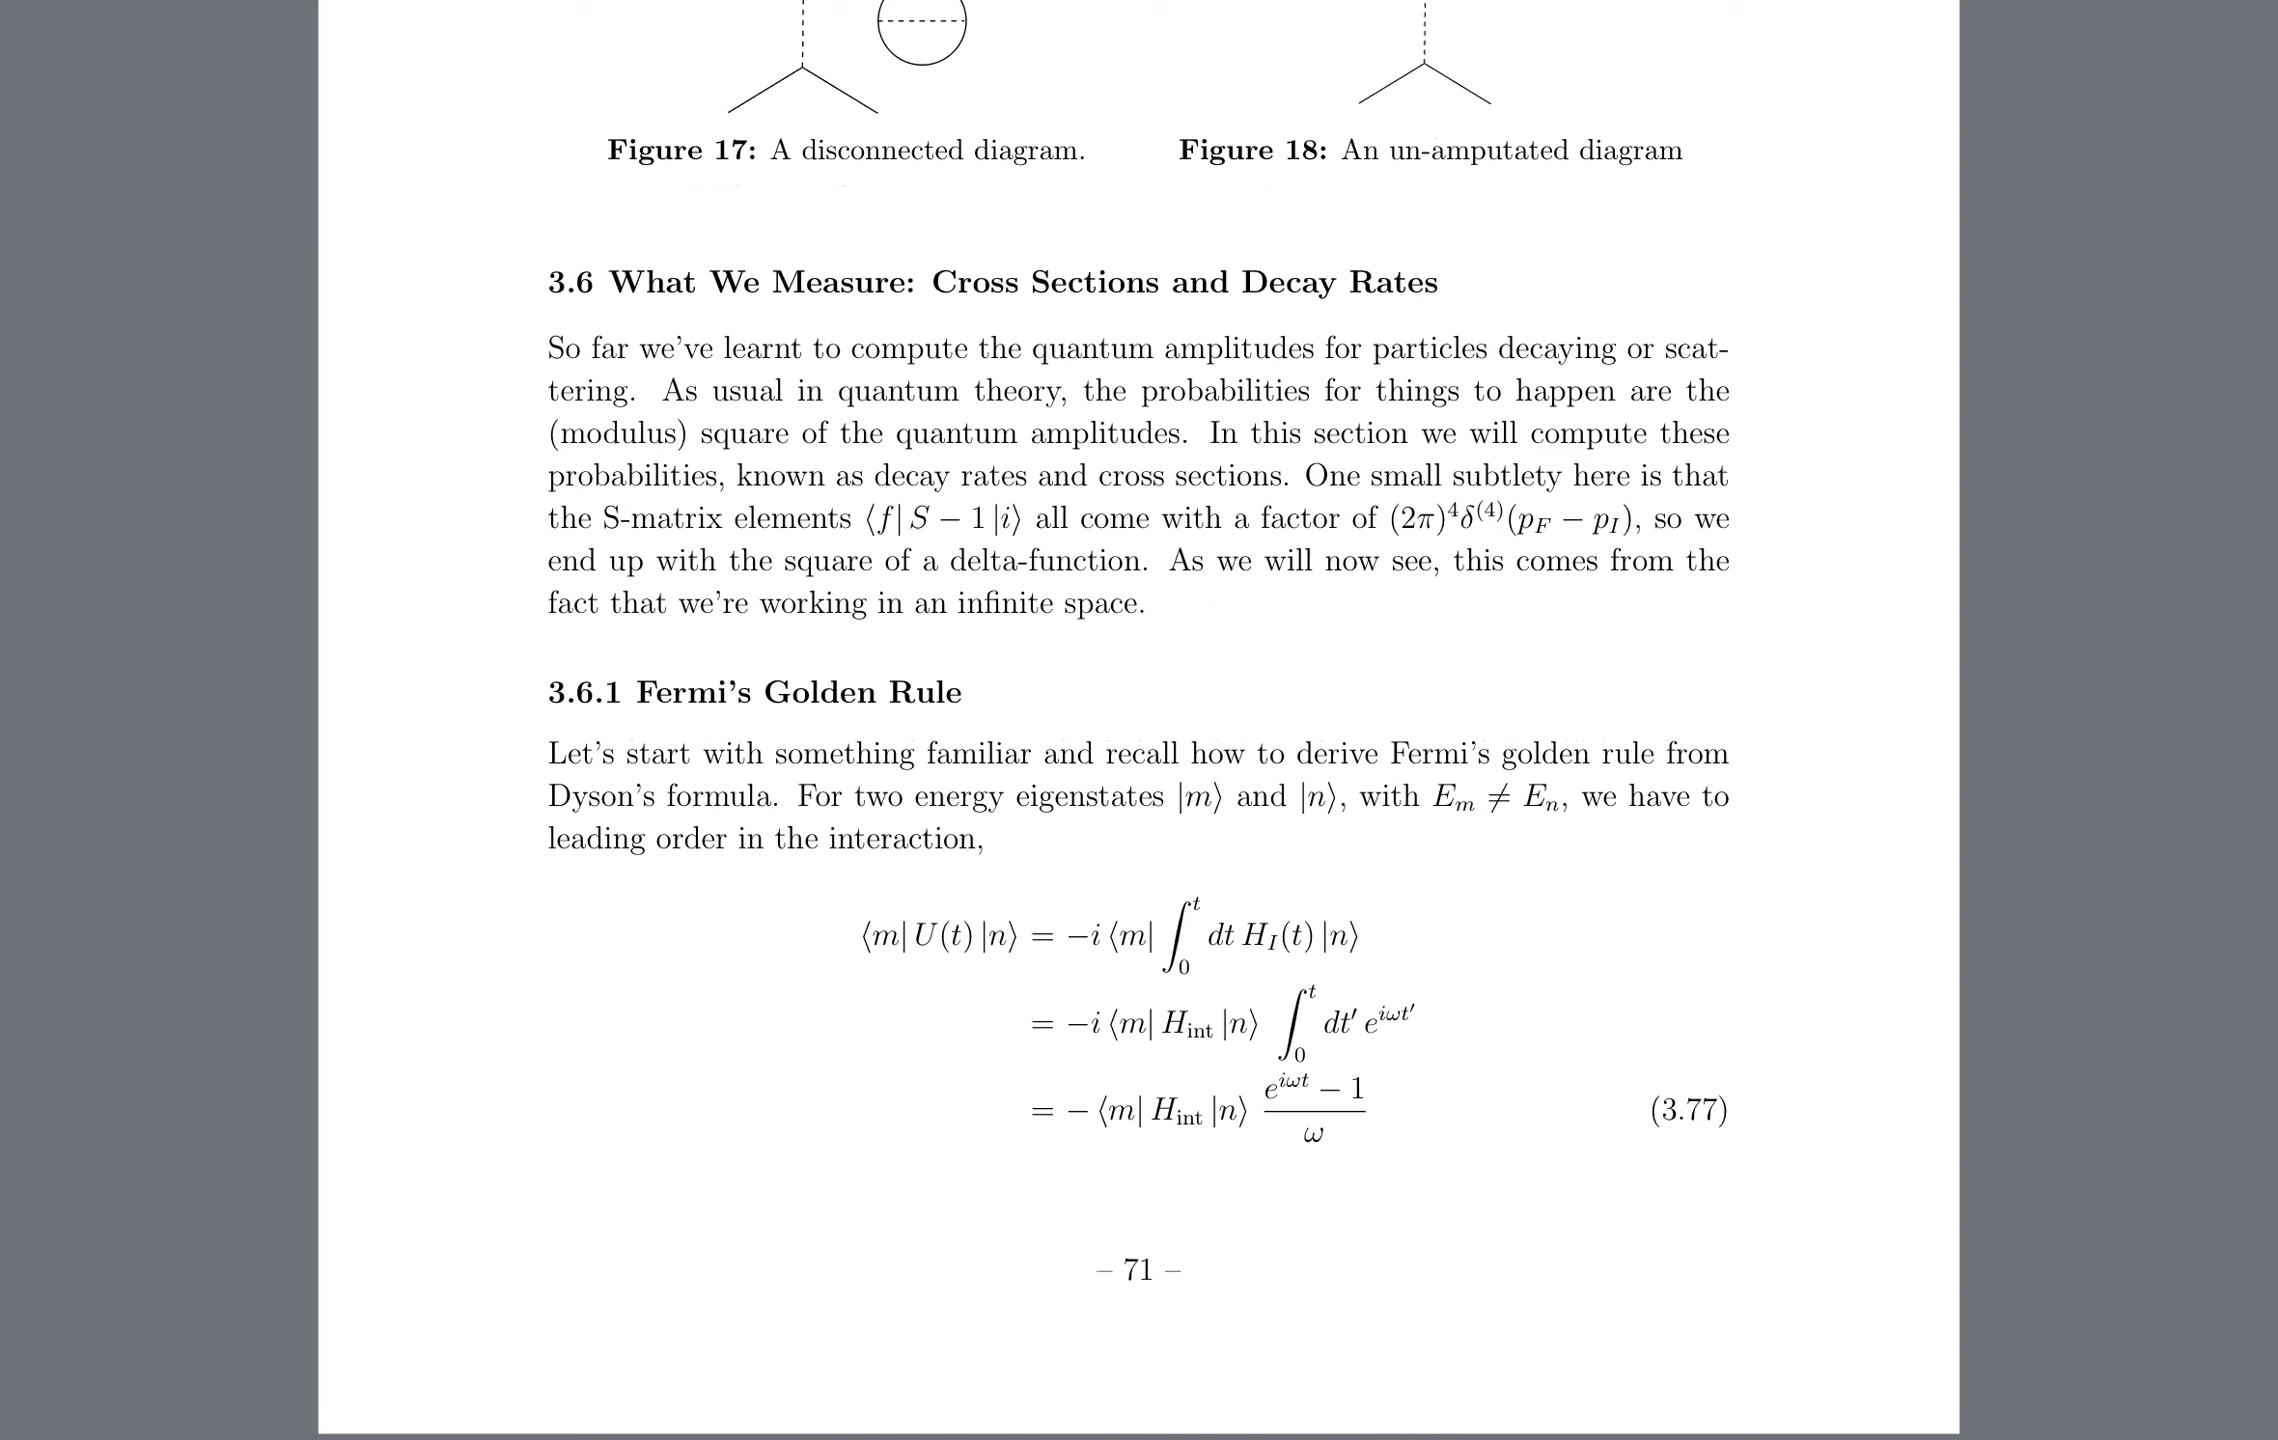 Figure 17: A disconnected diagram.
Figure 18: An un-amputated diagram
3.6 What We Measure: Cross Sections and Decay Rates
So far we've learnt to compute the quantum amplitudes for particles decaying or scat-
tering. As usual in quantum theory, the probabilities for things to happen are the
(modulus) square of the quantum amplitudes. In this section we will compute these
probabilities, known as decay rates and cross sections. One small subtlety here is that
the S-matrix elements ⟨f| S − 1 |i⟩ all come with a factor of (2π)⁴δ⁽⁴⁾(p_F − p_I), so we
end up with the square of a delta-function. As we will now see, this comes from the
fact that we're working in an infinite space.
3.6.1 Fermi's Golden Rule
Let's start with something familiar and recall how to derive Fermi's golden rule from
Dyson's formula. For two energy eigenstates |m⟩ and |n⟩, with E_m ≠ E_n, we have to
leading order in the interaction,
⟨m| U(t) |n⟩ = −i ⟨m| ∫_0^t dt H_I(t) |n⟩
= −i ⟨m| H_int |n⟩ ∫_0^t dt′ e^{iωt′}
= − ⟨m| H_int |n⟩ (e^{iωt} − 1)/ω (3.77)
– 71 –